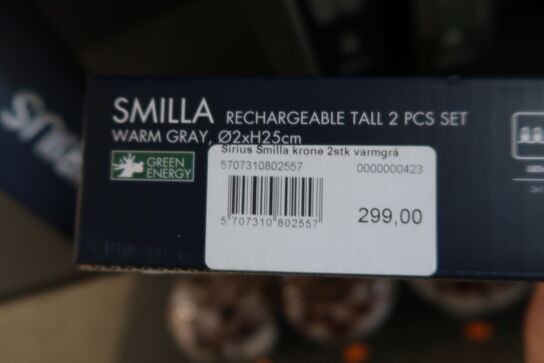 SMILLA RECHARGEABLE TALL 2 PCS SET
WARM GRAY, Ø2xH25cm
GREEN
ENERGY
Sirius Smilla krone 2stk varmgrå
5707310802557 0000000423
5 707310 802557
299,00